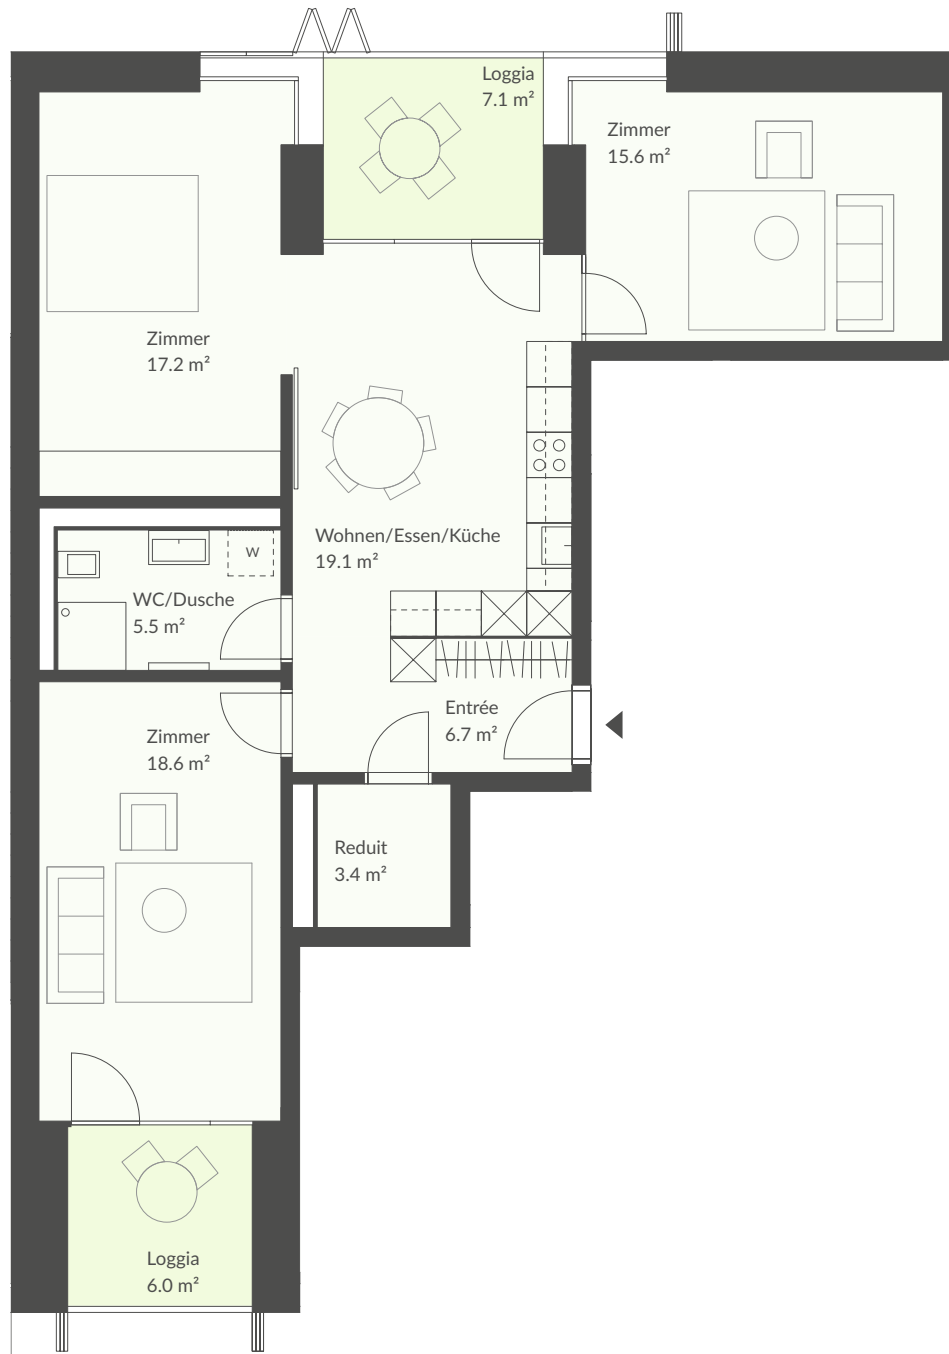 Loggia
7.1 m²
Zimmer
15.6 m²
Zimmer
17.2 m²
Wohnen/Essen/Küche
19.1 m²
W
WC/Dusche
5.5 m²
Entrée
6.7 m²
Zimmer
18.6 m²
Reduit
3.4 m²
Loggia
6.0 m²